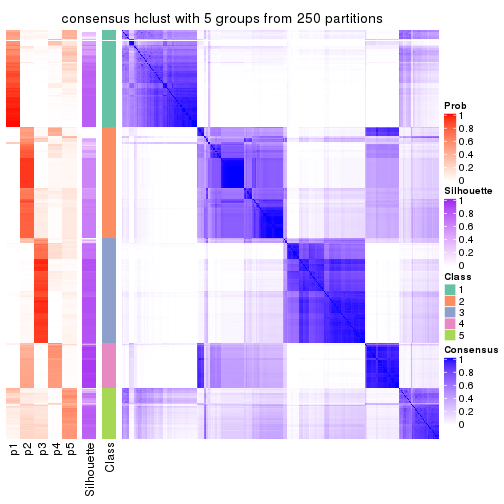 consensus hclust with 5 groups from 250 partitions
Prob
1
0.8
0.6
0.4
0.2
0
Silhouette
1
0.8
0.6
0.4
0.2
0
Class
1
2
3
4
5
Consensus
1
0.8
0.6
0.4
0.2
0
p1
p2
p3
p4
p5
Silhouette
Class